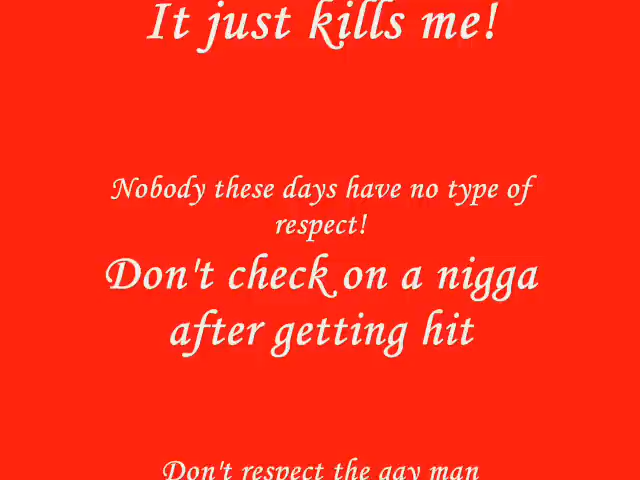 It just kills me!
Nobody these days have no type of
respect!
Don't check on a nigga
after getting hit
Don't respect the gay man